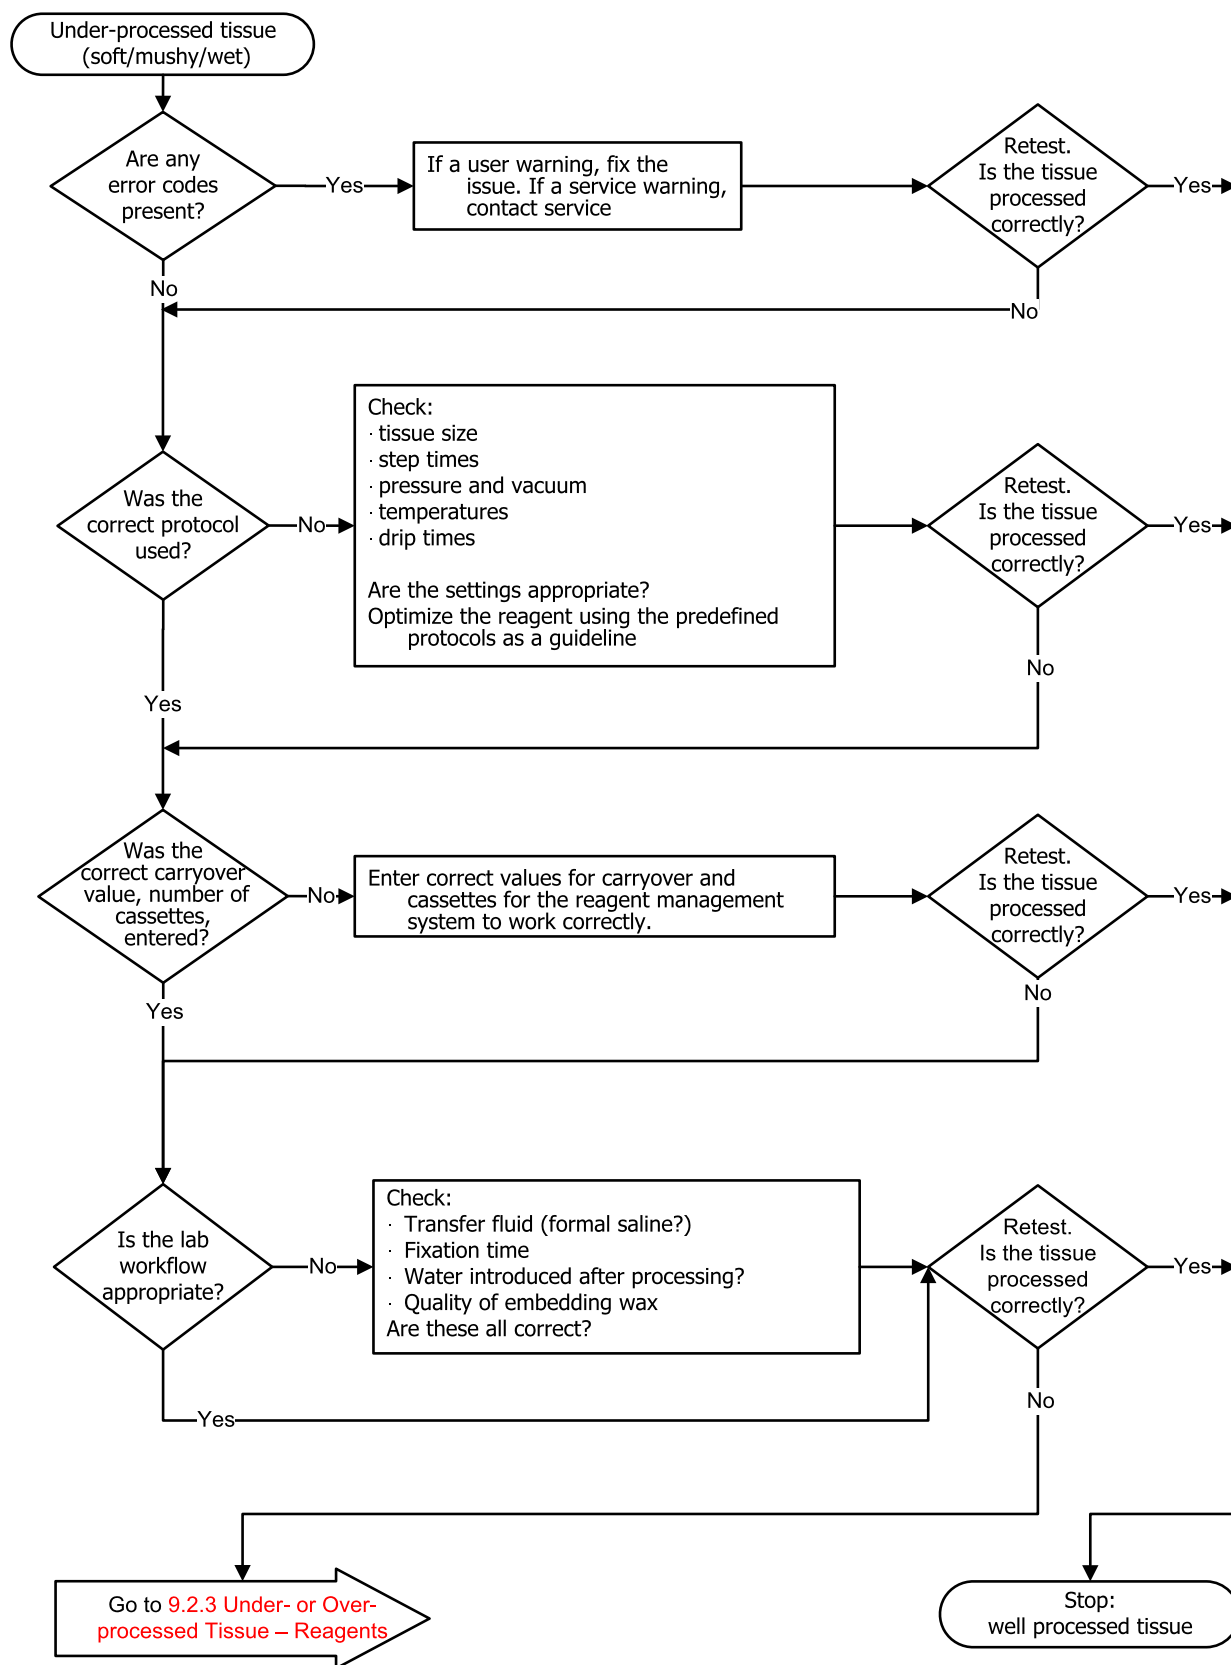 Under-processed tissue
(soft/mushy/wet)
Are any
error codes
present?
Yes
If a user warning, fix the
issue. If a service warning,
contact service
Retest.
Is the tissue
processed
correctly?
Yes
No
No
Was the
correct protocol
used?
No
Check:
· tissue size
· step times
· pressure and vacuum
· temperatures
· drip times
Are the settings appropriate?
Optimize the reagent using the predefined
protocols as a guideline
Retest.
Is the tissue
processed
correctly?
Yes
No
Yes
Was the
correct carryover
value, number of
cassettes,
entered?
No
Enter correct values for carryover and
cassettes for the reagent management
system to work correctly.
Retest.
Is the tissue
processed
correctly?
Yes
No
Yes
Is the lab
workflow
appropriate?
No
Check:
· Transfer fluid (formal saline?)
· Fixation time
· Water introduced after processing?
· Quality of embedding wax
Are these all correct?
Retest.
Is the tissue
processed
correctly?
Yes
No
Yes
Go to 9.2.3 Under- or Over-
processed Tissue – Reagents
Stop:
well processed tissue